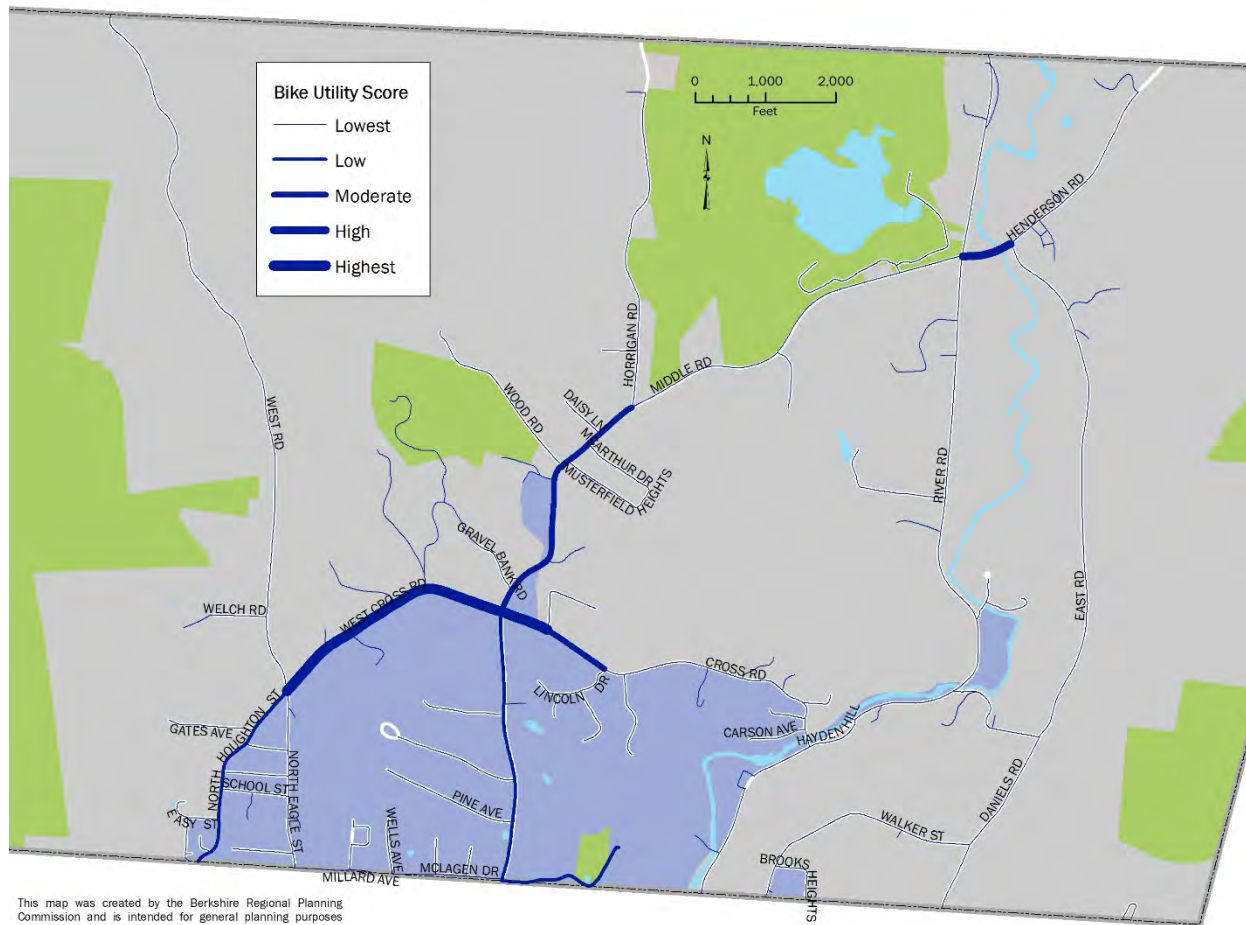 Bike Utility Score
Lowest
Low
Moderate
High
Highest
0 1,000 2,000
Feet
N
HENDERSON RD
HORRIGAN RD
MIDDLE RD
WEST RD
WOOD RD
DAISY LN
MCARTHUR DR
MUSTERFIELD
HEIGHTS
RIVER RD
GRAVEL BANK RD
WEST CROSS RD
WELCH RD
EAST RD
CROSS RD
LINCOLN DR
CARSON AVE
HAYDEN HILL
GATES AVE
NORTH HOUGHTON ST
SCHOOL ST
NORTH EAGLE ST
EASY ST
PINE AVE
WELLS AVE
MCLAGEN DR
MILLARD AVE
DANIELS RD
WALKER ST
BROOKS
HEIGHTS
This map was created by the Berkshire Regional Planning
Commission and is intended for general planning purposes